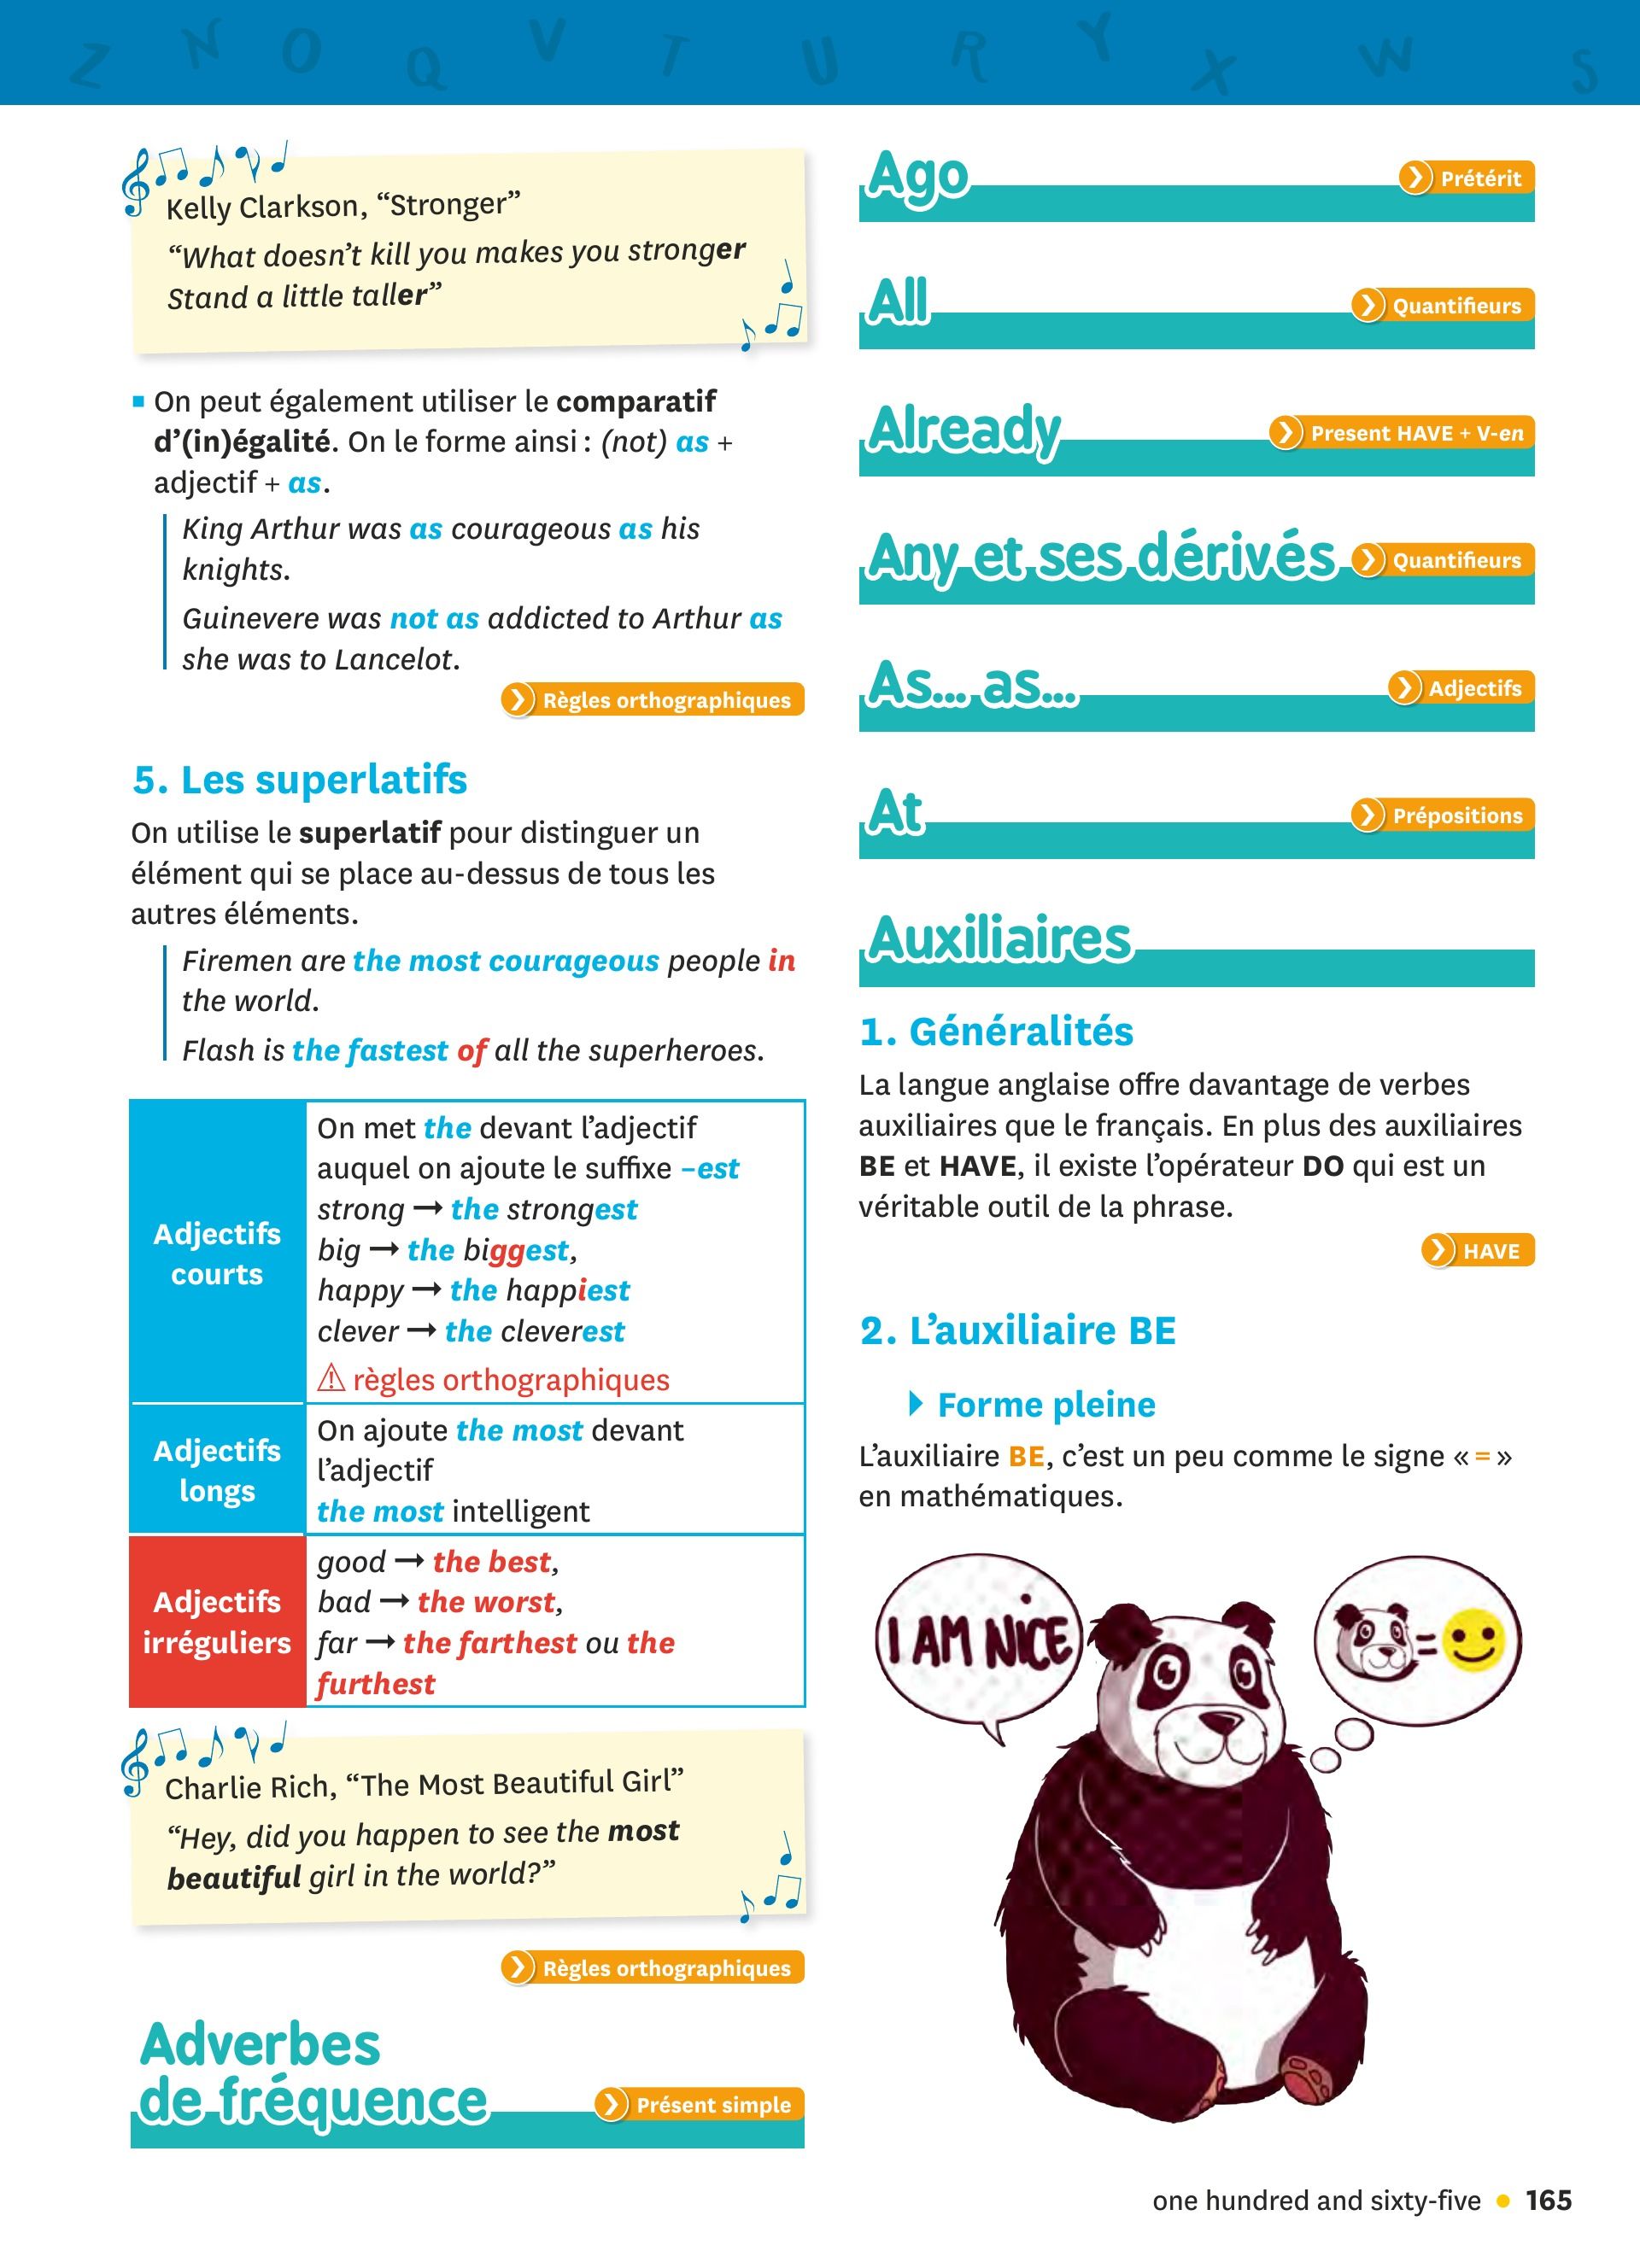 Z N O Q V T U R Y X W S
Kelly Clarkson, “Stronger”
“What doesn’t kill you makes you stronger
Stand a little taller”
On peut également utiliser le comparatif
d’(in)égalité. On le forme ainsi : (not) as +
adjectif + as.
King Arthur was as courageous as his
knights.
Guinevere was not as addicted to Arthur as
she was to Lancelot.
Règles orthographiques
5. Les superlatifs
On utilise le superlatif pour distinguer un
élément qui se place au-dessus de tous les
autres éléments.
Firemen are the most courageous people in
the world.
Flash is the fastest of all the superheroes.
Adjectifs
courts
On met the devant l’adjectif
auquel on ajoute le suffixe –est
strong → the strongest
big → the biggest,
happy → the happiest
clever → the cleverest
⚠ règles orthographiques
Adjectifs
longs
On ajoute the most devant
l’adjectif
the most intelligent
Adjectifs
irréguliers
good → the best,
bad → the worst,
far → the farthest ou the
furthest
Charlie Rich, “The Most Beautiful Girl”
“Hey, did you happen to see the most
beautiful girl in the world?”
Règles orthographiques
Adverbes
de fréquence
Présent simple
Ago
Prétérit
All
Quantifieurs
Already
Present HAVE + V-en
Any et ses dérivés
Quantifieurs
As... as...
Adjectifs
At
Prépositions
Auxiliaires
1. Généralités
La langue anglaise offre davantage de verbes
auxiliaires que le français. En plus des auxiliaires
BE et HAVE, il existe l’opérateur DO qui est un
véritable outil de la phrase.
HAVE
2. L’auxiliaire BE
Forme pleine
L’auxiliaire BE, c’est un peu comme le signe « = »
en mathématiques.
I AM NiCE
=
one hundred and sixty-five • 165